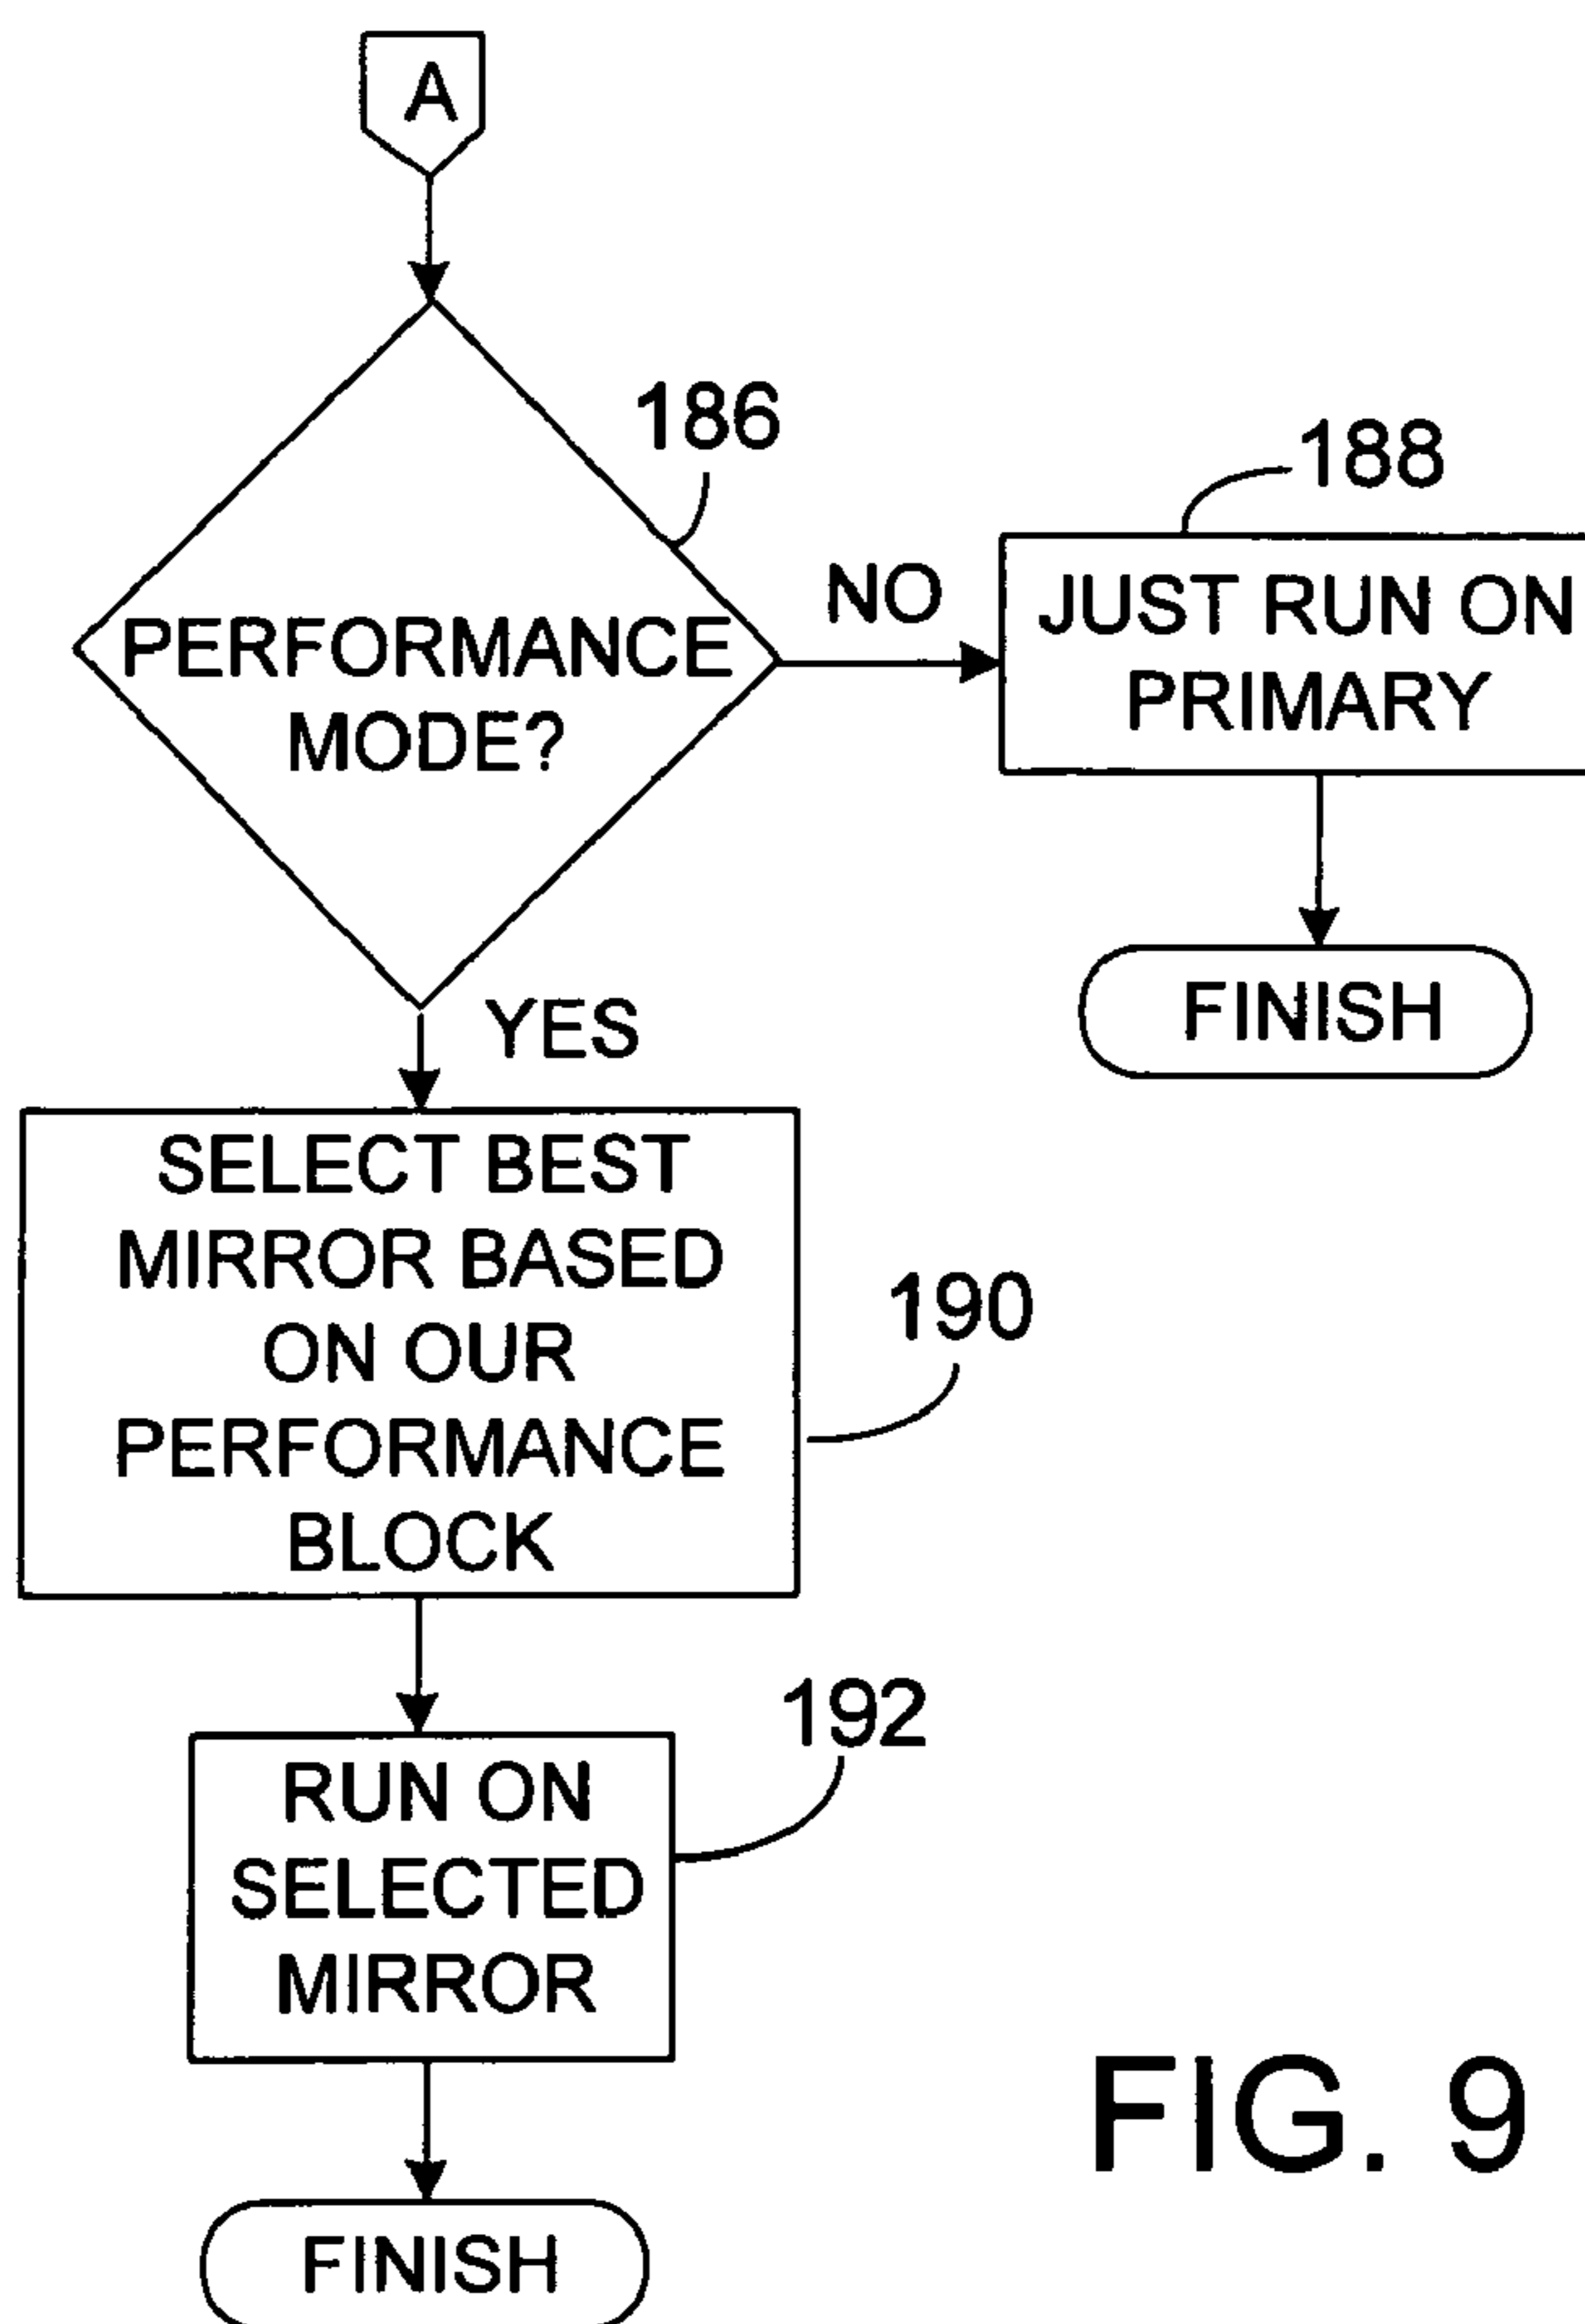 A
186
PERFORMANCE
MODE?
NO
188
JUST RUN ON
PRIMARY
FINISH
YES
SELECT BEST
MIRROR BASED
ON OUR
PERFORMANCE
BLOCK
190
192
RUN ON
SELECTED
MIRROR
FINISH
FIG. 9